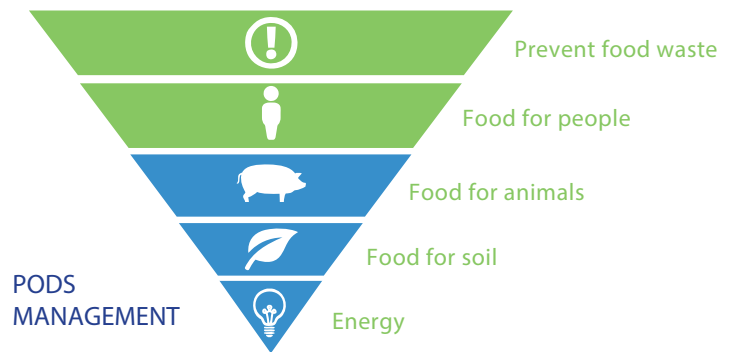 Prevent food waste
Food for people
Food for animals
Food for soil
PODS
MANAGEMENT
Energy